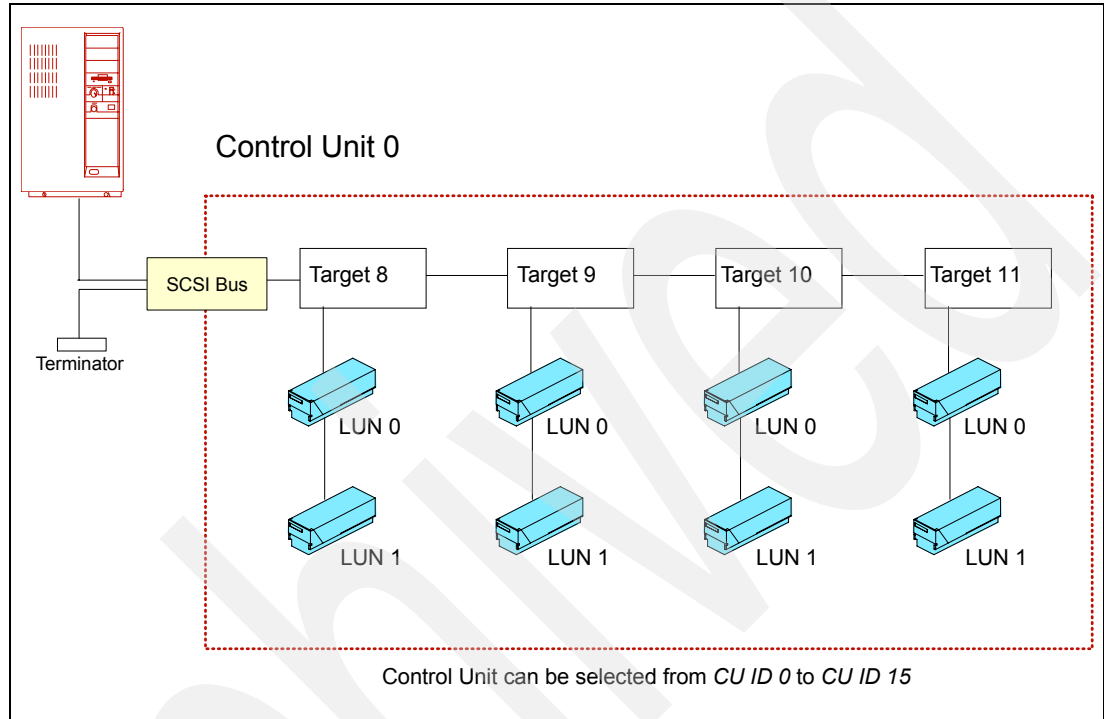 Control Unit 0
SCSI Bus
Target 8
Target 9
Target 10
Target 11
Terminator
LUN 0
LUN 0
LUN 0
LUN 0
LUN 1
LUN 1
LUN 1
LUN 1
Control Unit can be selected from CU ID 0 to CU ID 15